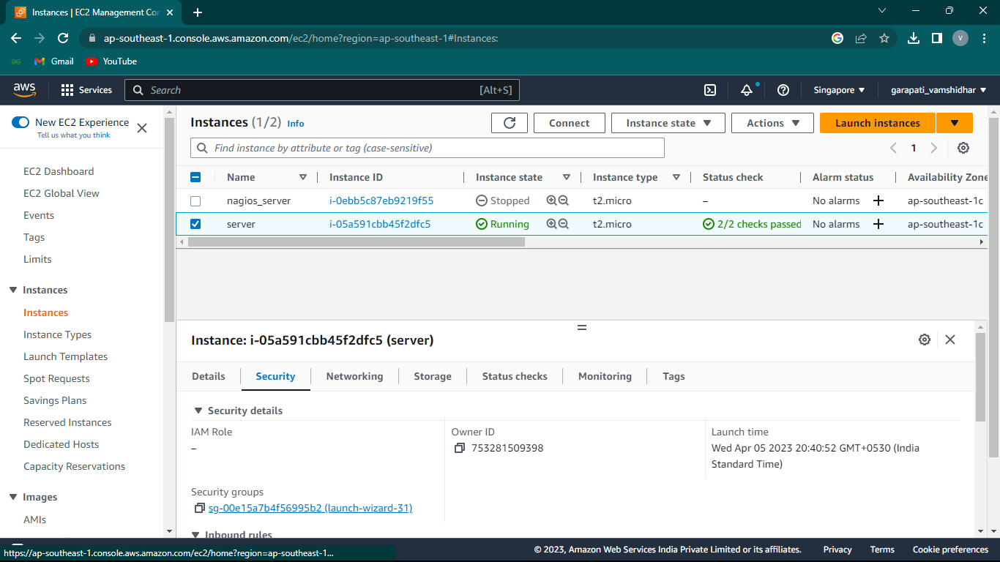 Instances | EC2 Management Con
ap-southeast-1.console.aws.amazon.com/ec2/home?region=ap-southeast-1#Instances:
V
Gmail YouTube
aws Services Search [Alt+S] Singapore garapati_vamshidhar
New EC2 Experience
Tell us what you think
EC2 Dashboard
EC2 Global View
Events
Tags
Limits
Instances
Instances
Instance Types
Launch Templates
Spot Requests
Savings Plans
Reserved Instances
Dedicated Hosts
Capacity Reservations
Images
AMIs
Instances (1/2) Info Connect Instance state Actions Launch instances
Find instance by attribute or tag (case-sensitive) 1
Name Instance ID Instance state Instance type Status check Alarm status Availability Zone
nagios_server i-0ebb5c87eb9219f55 Stopped t2.micro – No alarms + ap-southeast-1c
server i-05a591cbb45f2dfc5 Running t2.micro 2/2 checks passed No alarms + ap-southeast-1c
Instance: i-05a591cbb45f2dfc5 (server)
Details Security Networking Storage Status checks Monitoring Tags
Security details
IAM Role Owner ID Launch time
– 753281509398 Wed Apr 05 2023 20:40:52 GMT+0530 (India
Standard Time)
Security groups
sg-00e15a7b4f56995b2 (launch-wizard-31)
Inbound rules
https://ap-southeast-1.console.aws.amazon.com/ec2/home?region=ap-southeast-1...
© 2023, Amazon Web Services India Private Limited or its affiliates. Privacy Terms Cookie preferences